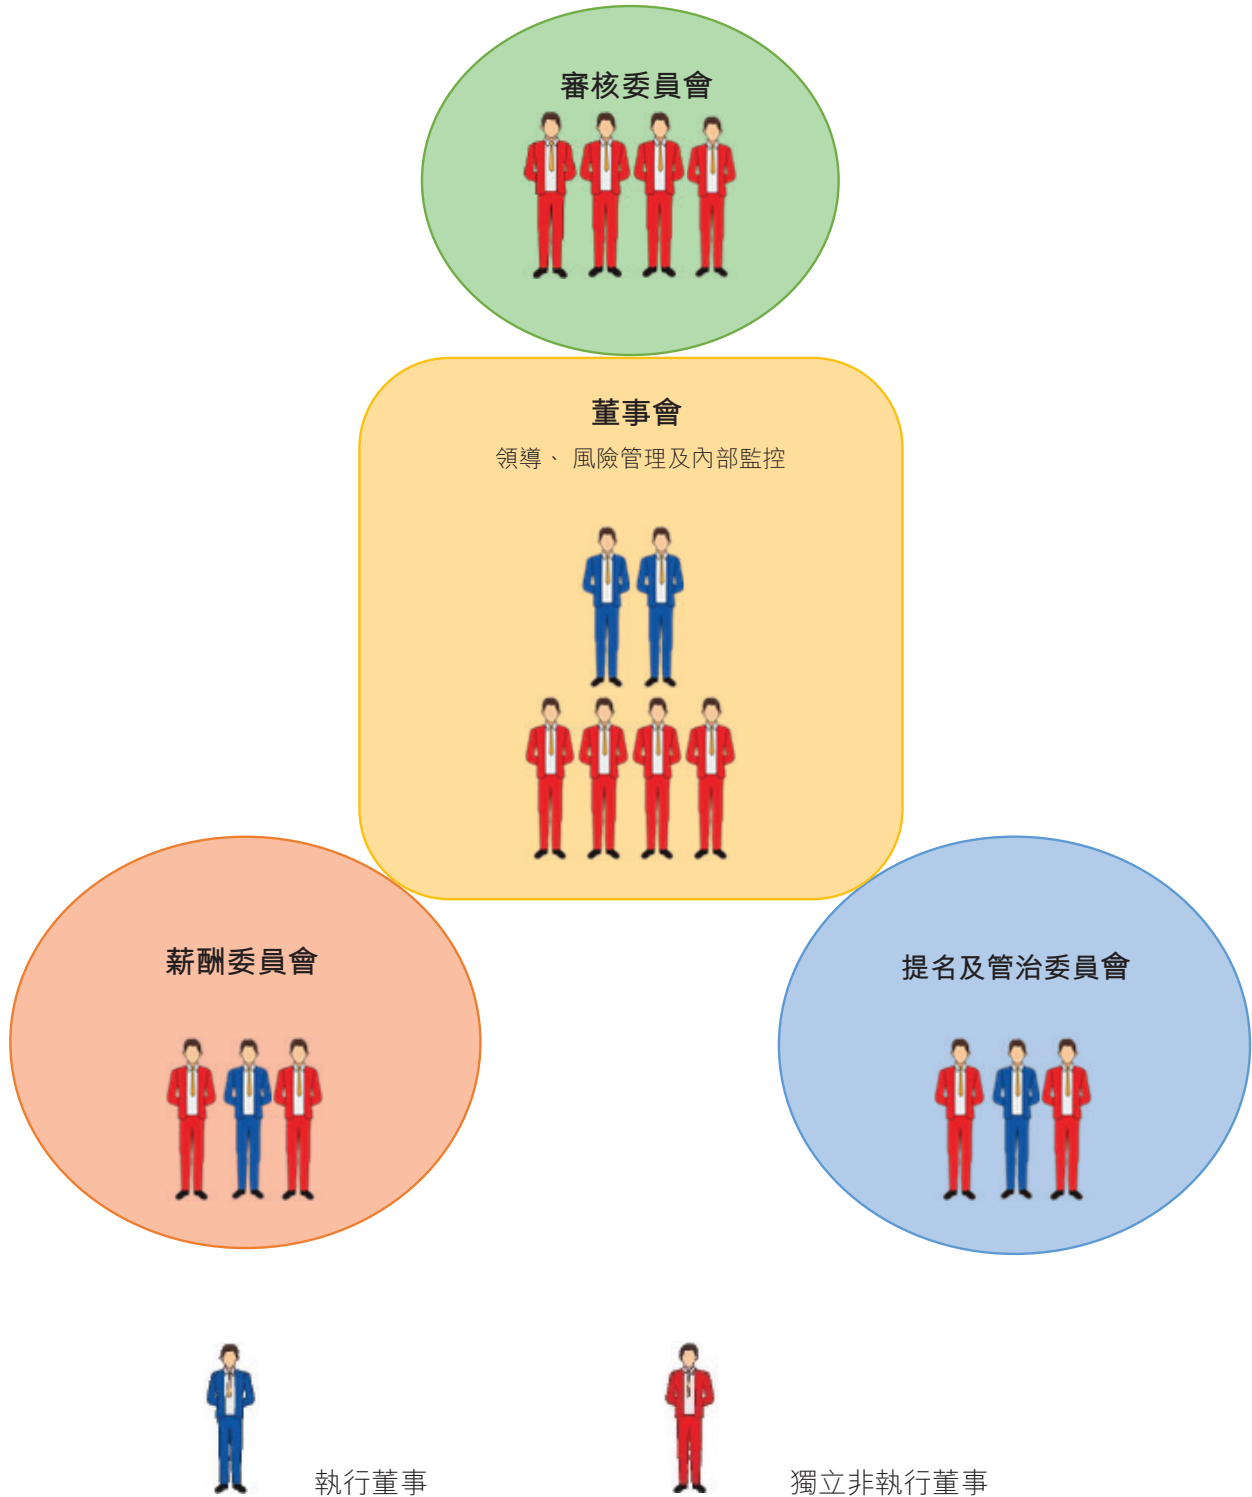 審核委員會
董事會
領導、 風險管理及內部監控
薪酬委員會
提名及管治委員會
執行董事
獨立非執行董事